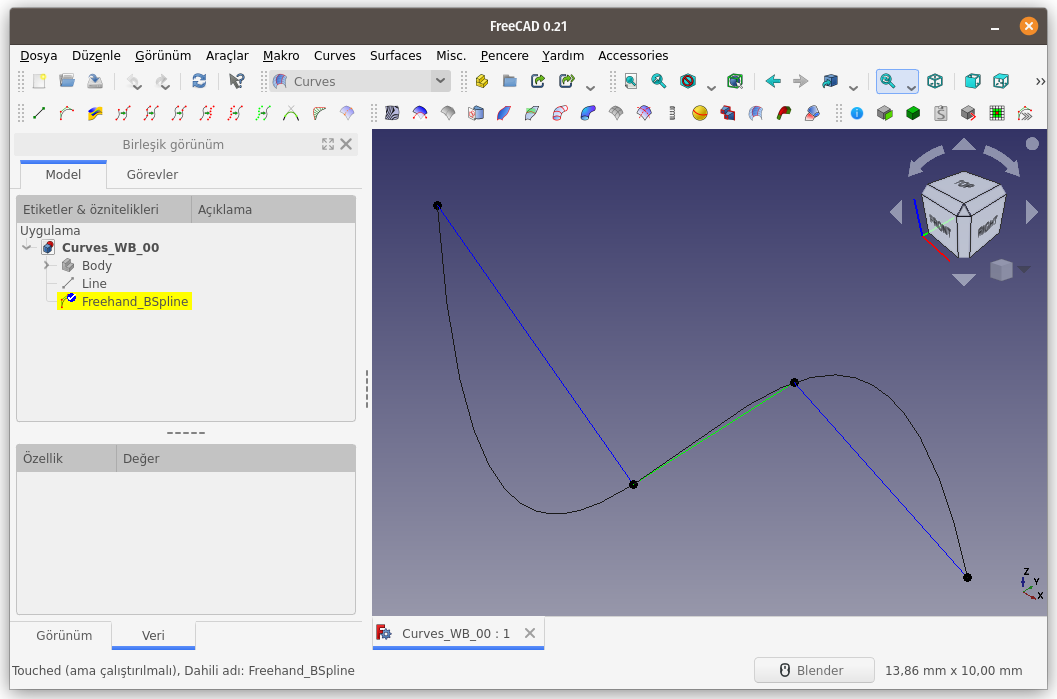 FreeCAD 0.21
Dosya Düzenle Görünüm Araçlar Makro Curves Surfaces Misc. Pencere Yardım Accessories
Curves
Birleşik görünüm
Model Görevler
Etiketler & öznitelikleri Açıklama
Uygulama
Curves_WB_00
Body
Line
Freehand_BSpline
Özellik Değer
Görünüm Veri
TOP
FRONT
RIGHT
Z
Y
X
Curves_WB_00 : 1
Touched (ama çalıştırılmalı), Dahili adı: Freehand_BSpline
Blender
13,86 mm x 10,00 mm